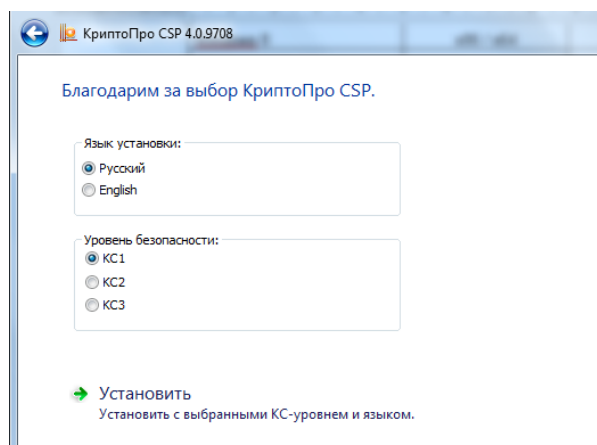 КриптоПро CSP 4.0.9708
Благодарим за выбор КриптоПро CSP.
Язык установки:
Русский
English
Уровень безопасности:
КС1
КС2
КС3
Установить
Установить с выбранными КС-уровнем и языком.